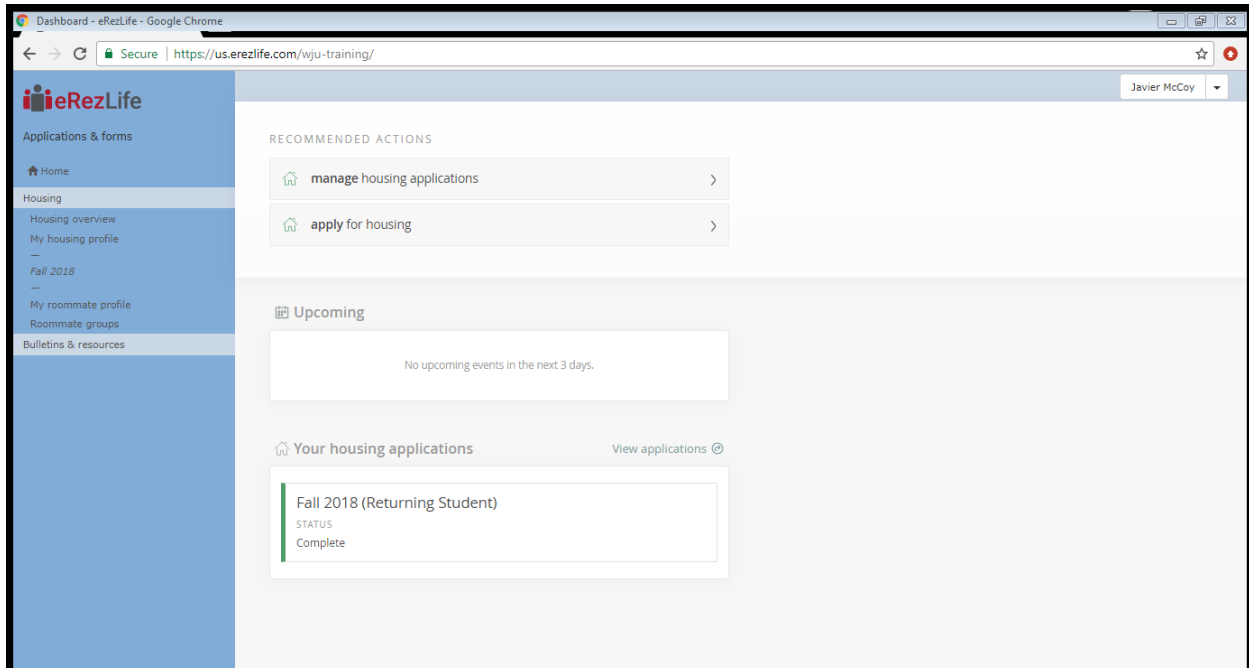 Dashboard - eRezLife - Google Chrome
Secure | https://us.erezlife.com/wju-training/
eRezLife
Javier McCoy
Applications & forms
Home
Housing
Housing overview
My housing profile
—
Fall 2018
—
My roommate profile
Roommate groups
Bulletins & resources
RECOMMENDED ACTIONS
manage housing applications
apply for housing
Upcoming
No upcoming events in the next 3 days.
Your housing applications
View applications
Fall 2018 (Returning Student)
STATUS
Complete